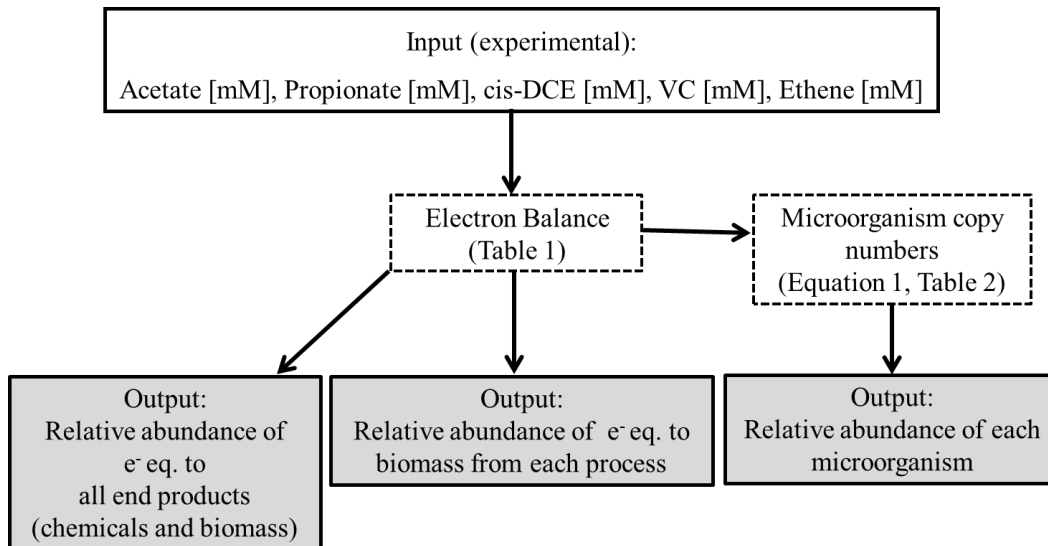 Input (experimental):
Acetate [mM], Propionate [mM], cis-DCE [mM], VC [mM], Ethene [mM]
Electron Balance
(Table 1)
Microorganism copy
numbers
(Equation 1, Table 2)
Output:
Relative abundance of
e⁻ eq. to
all end products
(chemicals and biomass)
Output:
Relative abundance of e⁻ eq. to
biomass from each process
Output:
Relative abundance of each
microorganism